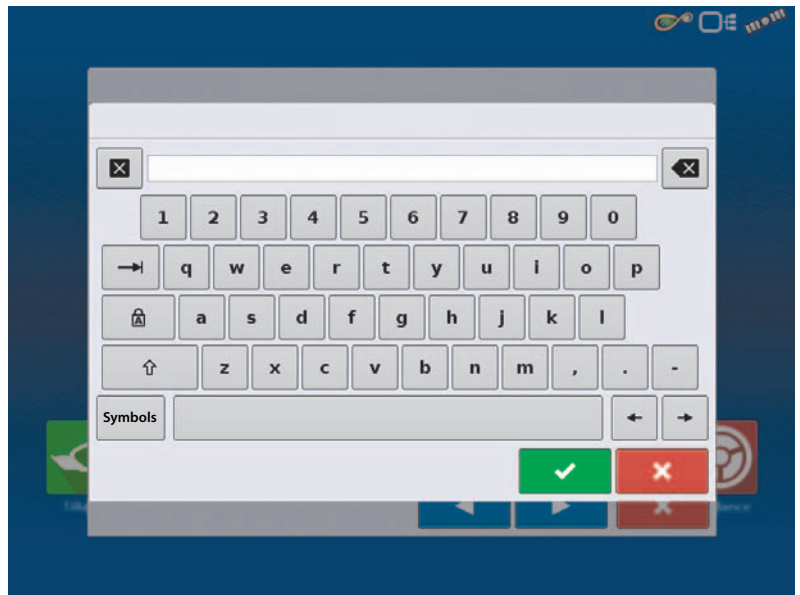 1 2 3 4 5 6 7 8 9 0
q w e r t y u i o p
A a s d f g h j k l
z x c v b n m , . -
Symbols